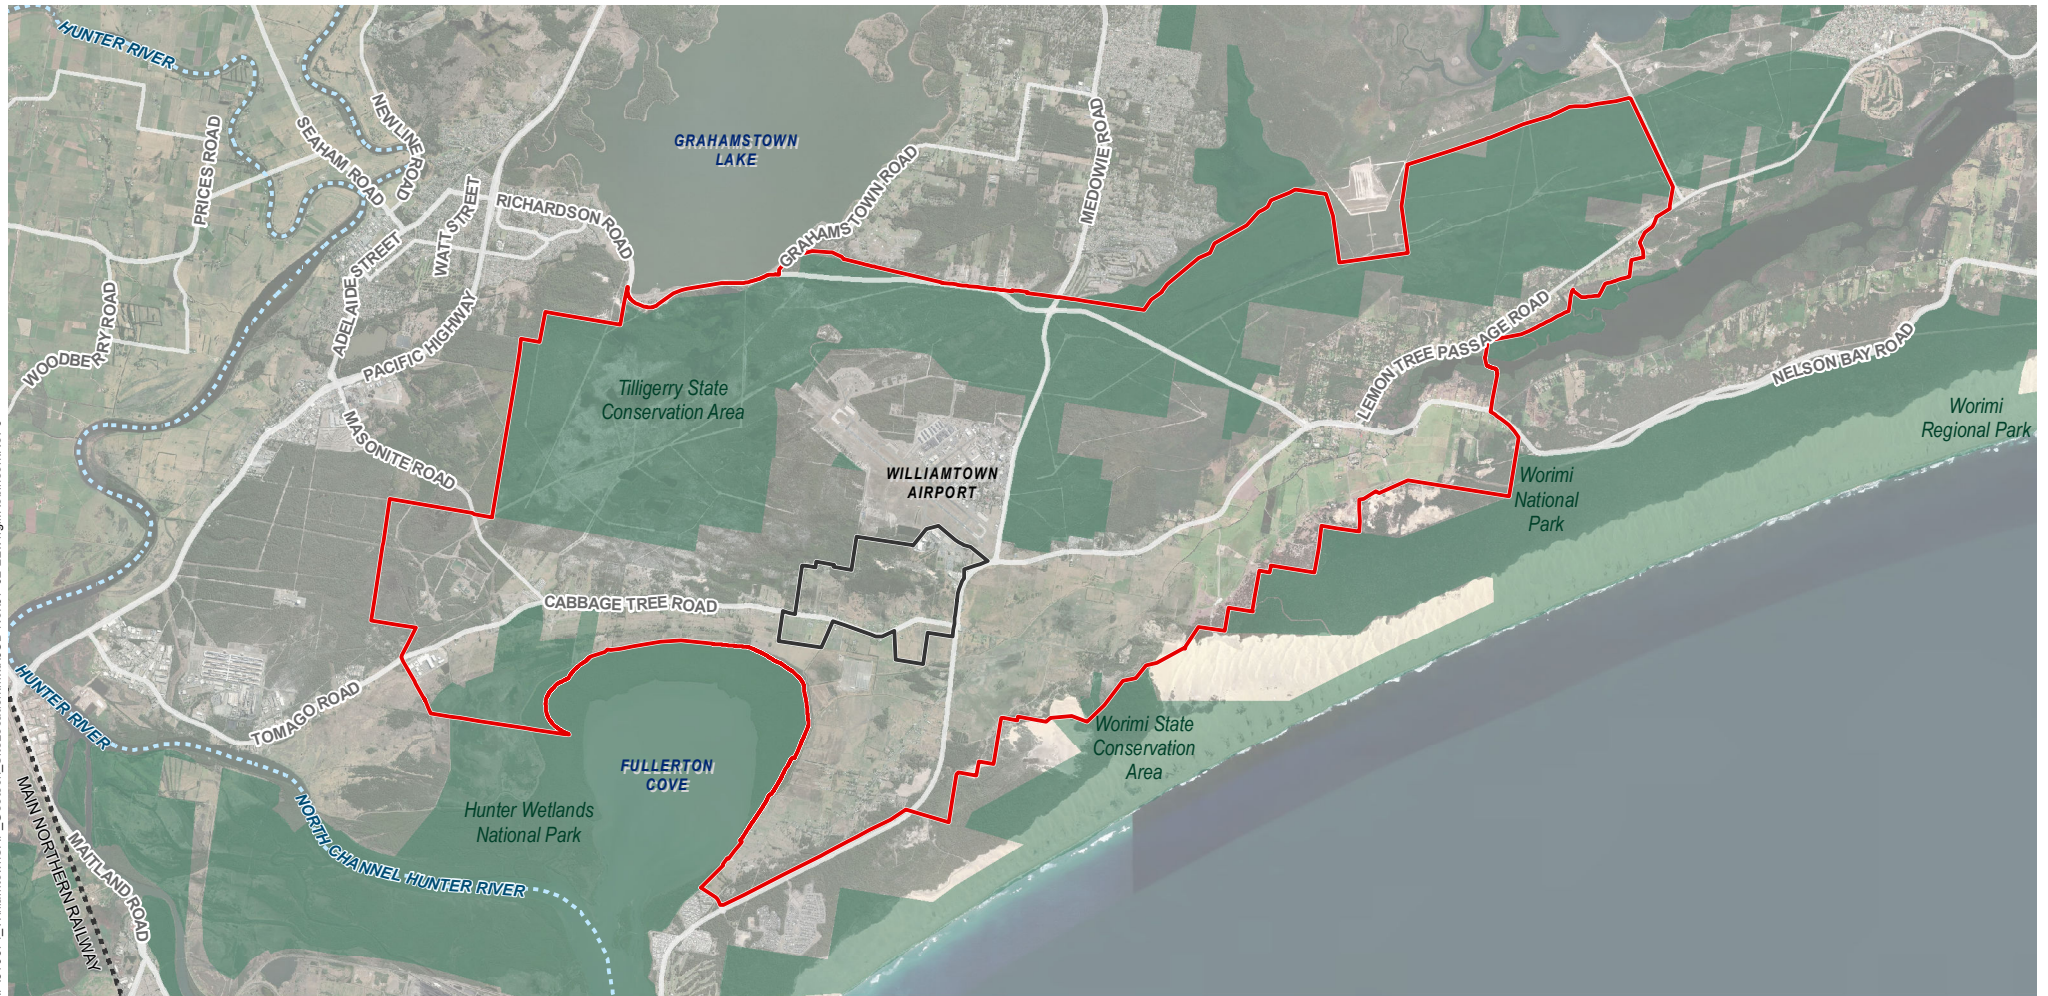 HUNTER RIVER
NEWLINE ROAD
SEAHAM ROAD
PRICES ROAD
GRAHAMSTOWN
LAKE
MEDOWIE ROAD
RICHARDSON ROAD
WATT STREET
GRAHAMSTOWN ROAD
ADELAIDE STREET
WOODBERRY ROAD
PACIFIC HIGHWAY
LEMON TREE PASSAGE ROAD
NELSON BAY ROAD
Tilligerry State
Conservation Area
MASONITE ROAD
Worimi
Regional Park
WILLIAMTOWN
AIRPORT
Worimi
National
Park
CABBAGE TREE ROAD
HUNTER RIVER
TOMAGO ROAD
Worimi State
Conservation
Area
FULLERTON
COVE
Hunter Wetlands
National Park
NORTH CHANNEL HUNTER RIVER
MAIN NORTHERN RAILWAY
MAITLAND ROAD